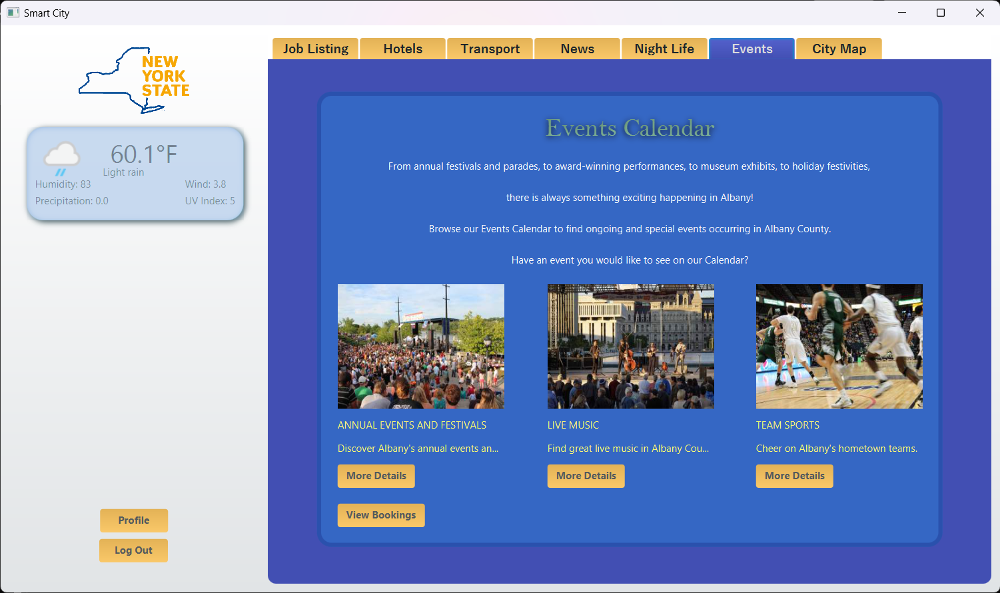 Smart City
NEW
YORK
STATE
60.1°F
Light rain
Humidity: 83
Wind: 3.8
Precipitation: 0.0
UV Index: 5
Profile
Log Out
Job Listing
Hotels
Transport
News
Night Life
Events
City Map
Events Calendar
From annual festivals and parades, to award-winning performances, to museum exhibits, to holiday festivities,
there is always something exciting happening in Albany!
Browse our Events Calendar to find ongoing and special events occurring in Albany County.
Have an event you would like to see on our Calendar?
ANNUAL EVENTS AND FESTIVALS
Discover Albany's annual events an...
More Details
LIVE MUSIC
Find great live music in Albany Cou...
More Details
TEAM SPORTS
Cheer on Albany's hometown teams.
More Details
View Bookings